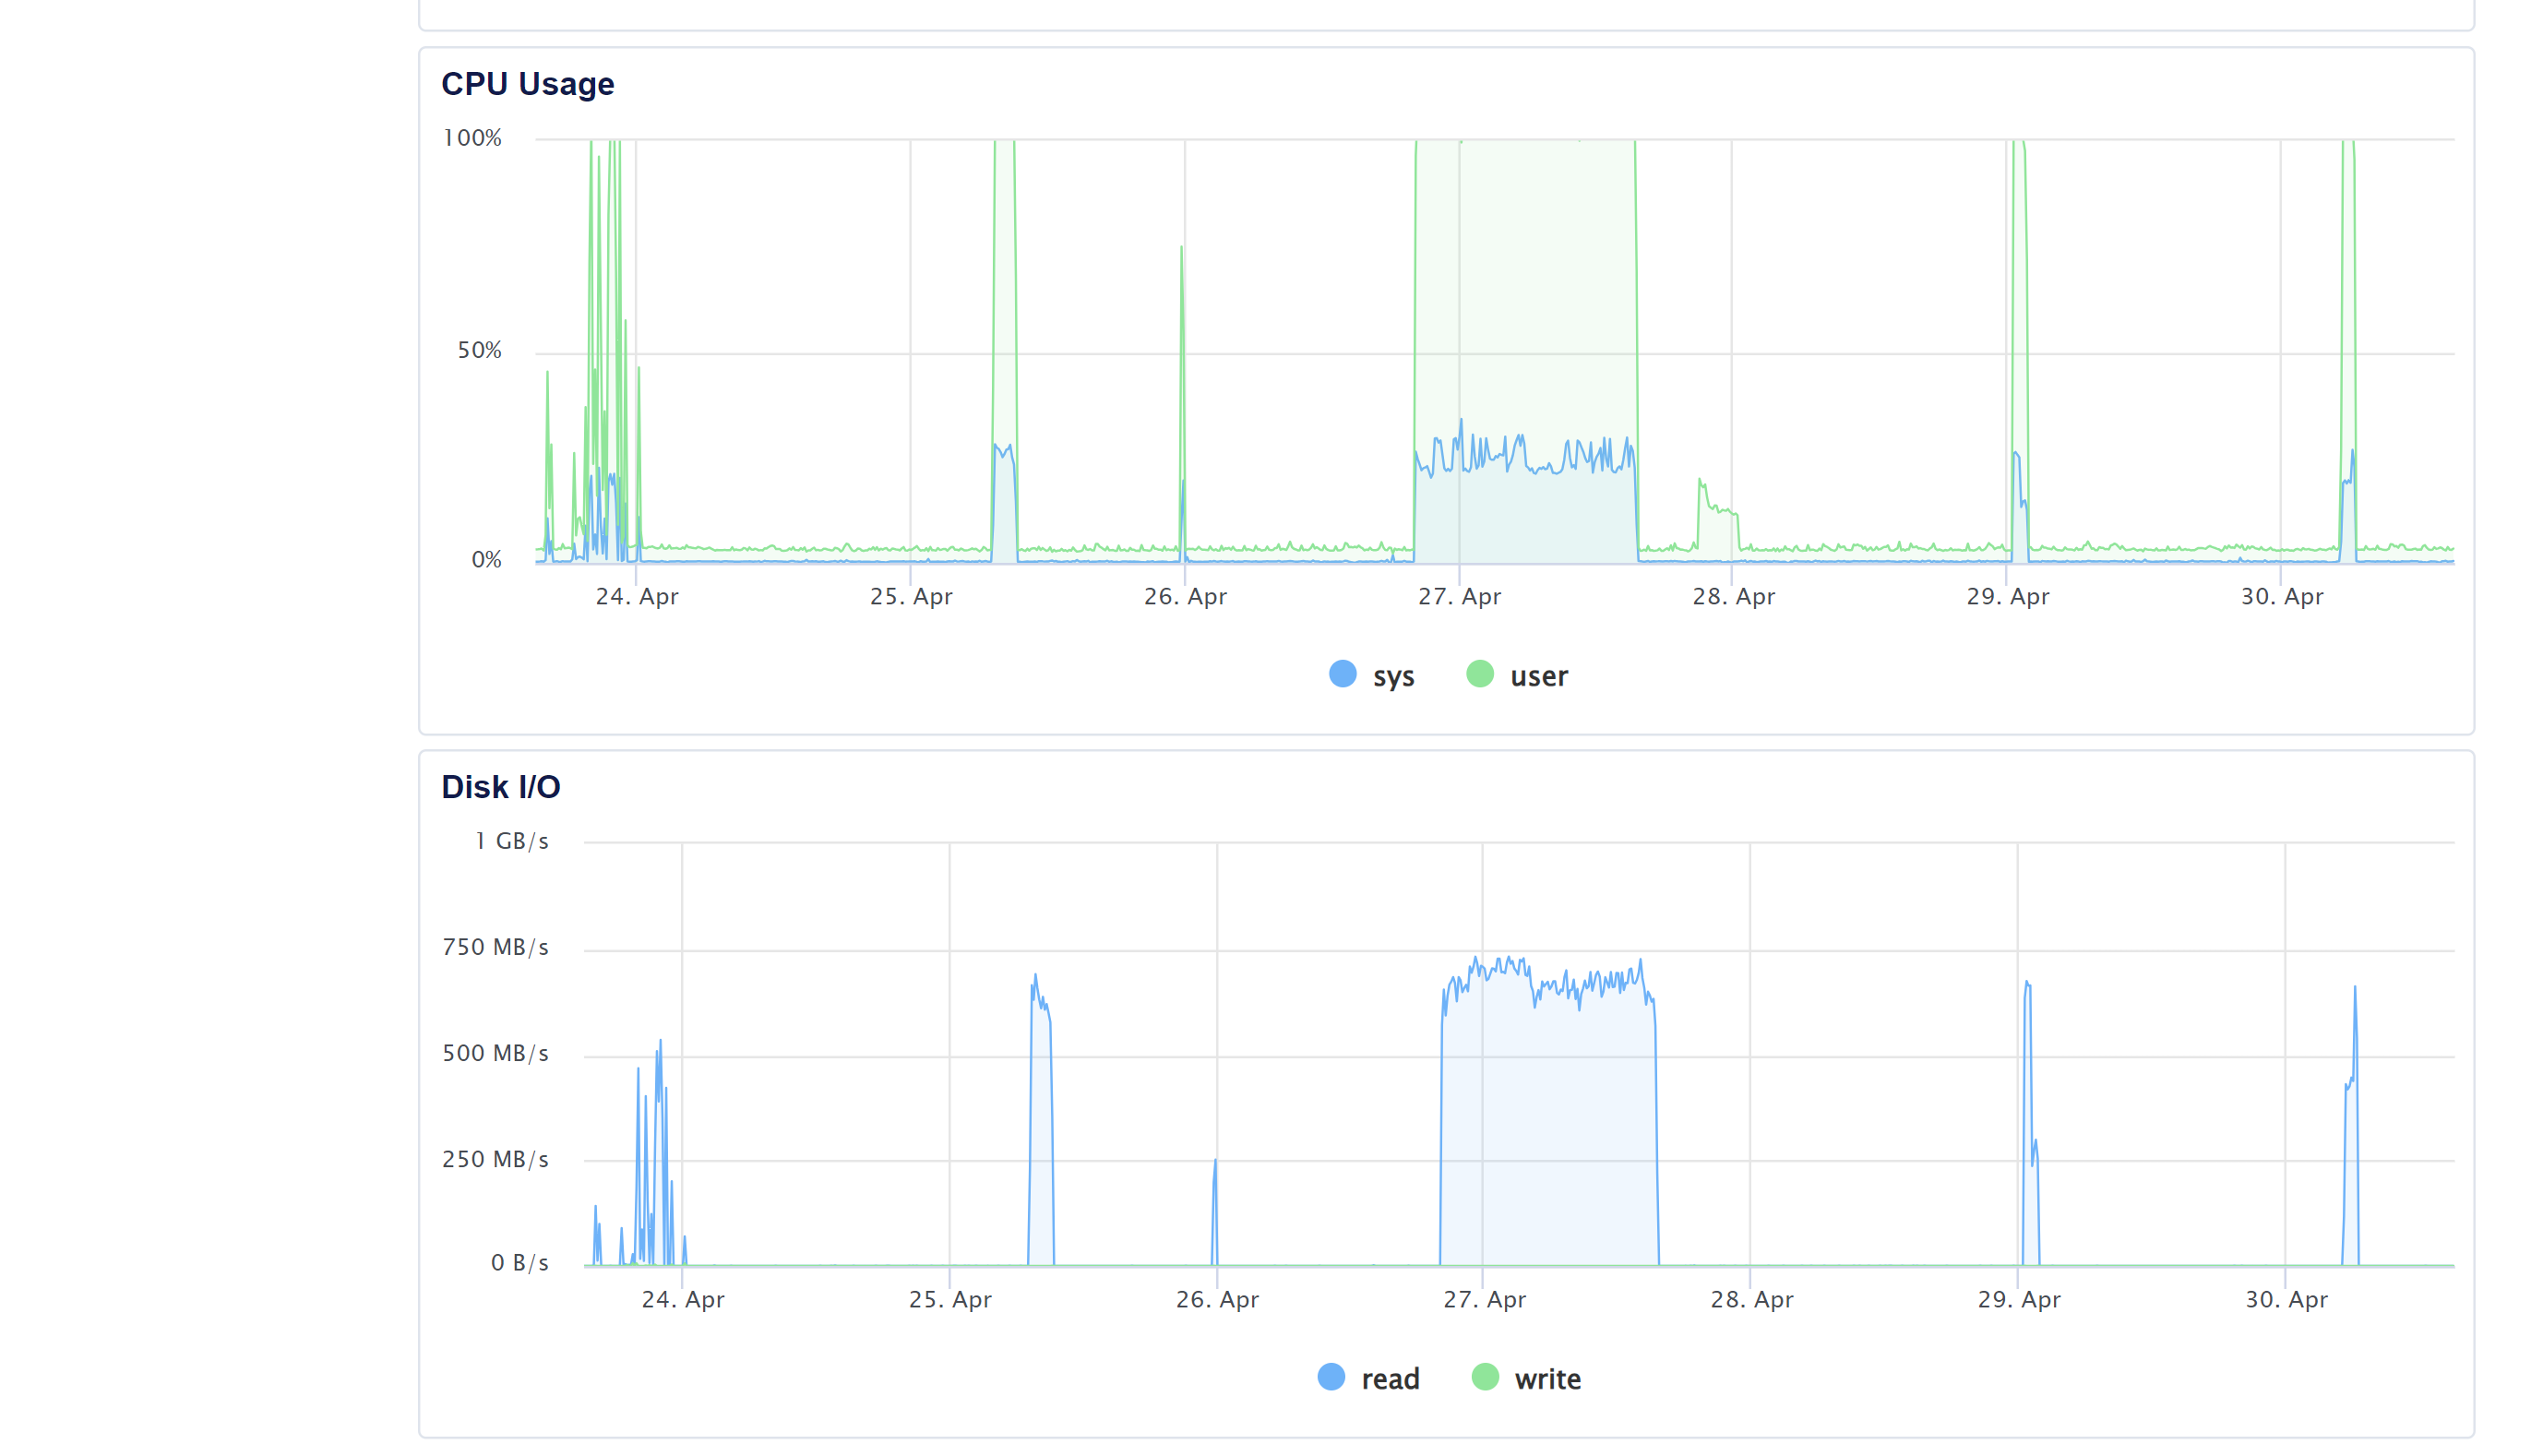 CPU Usage
100%
50%
0%
24. Apr 25. Apr 26. Apr 27. Apr 28. Apr 29. Apr 30. Apr
sys user
Disk I/O
1 GB/s
750 MB/s
500 MB/s
250 MB/s
0 B/s
24. Apr 25. Apr 26. Apr 27. Apr 28. Apr 29. Apr 30. Apr
read write